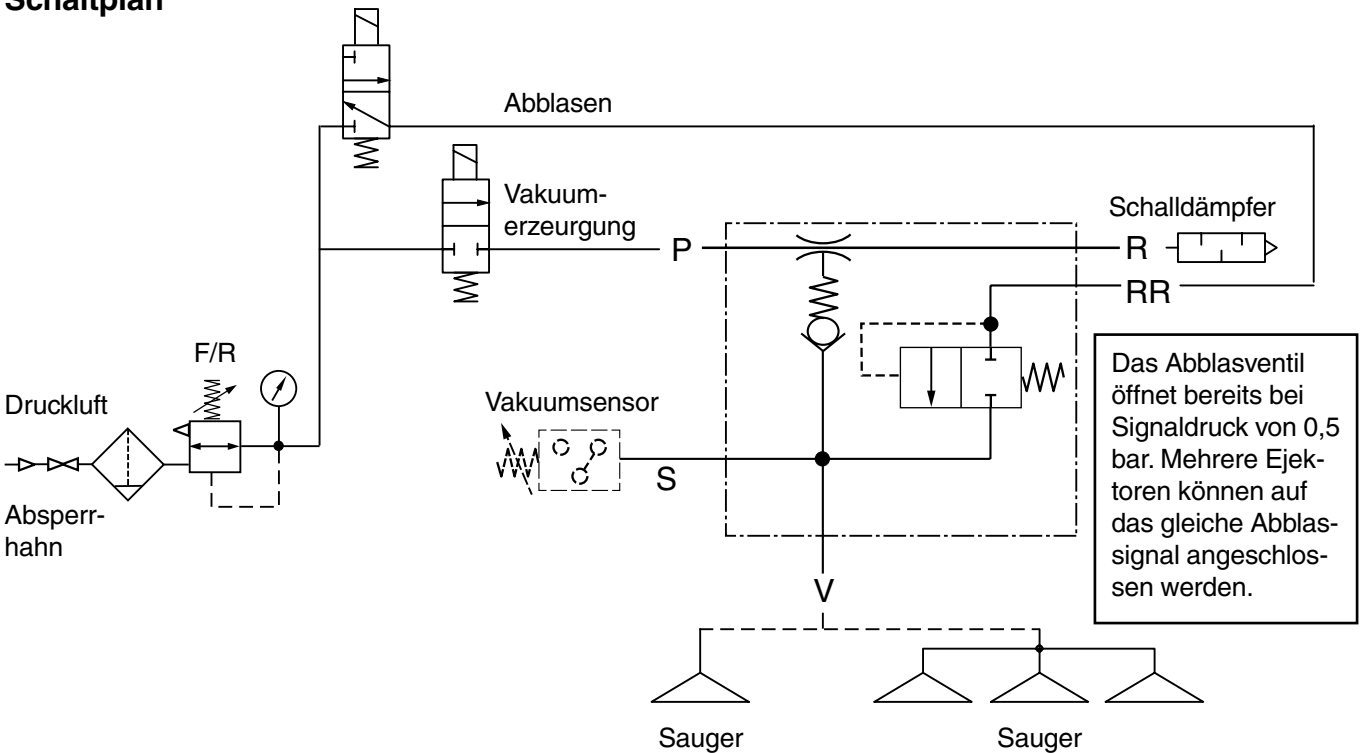 Schaltplan
Abblasen
Vakuum-
erzeurgung
P
Schalldämpfer
R
RR
F/R
Druckluft
Absperr-
hahn
Vakuumsensor
S
Das Abblasventil
öffnet bereits bei
Signaldruck von 0,5
bar. Mehrere Ejek-
toren können auf
das gleiche Abblas-
signal angeschlos-
sen werden.
V
Sauger
Sauger